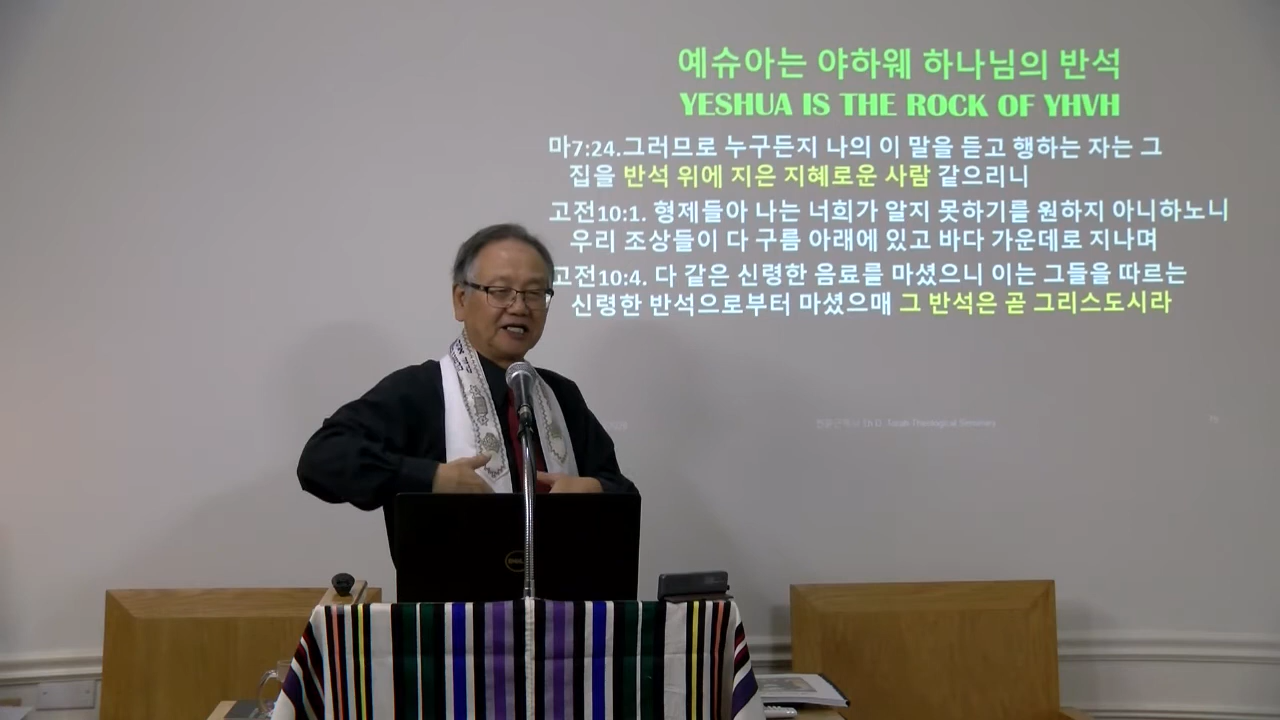 예슈아는 야하웨 하나님의 반석
YESHUA IS THE ROCK OF YHVH
마7:24.그러므로 누구든지 나의 이 말을 듣고 행하는 자는 그
집을 반석 위에 지은 지혜로운 사람 같으리니
고전10:1. 형제들아 나는 너희가 알지 못하기를 원하지 아니하노니
우리 조상들이 다 구름 아래에 있고 바다 가운데로 지나며
고전10:4. 다 같은 신령한 음료를 마셨으니 이는 그들을 따르는
신령한 반석으로부터 마셨으매 그 반석은 곧 그리스도시라
Torah Theological Seminary
DELL